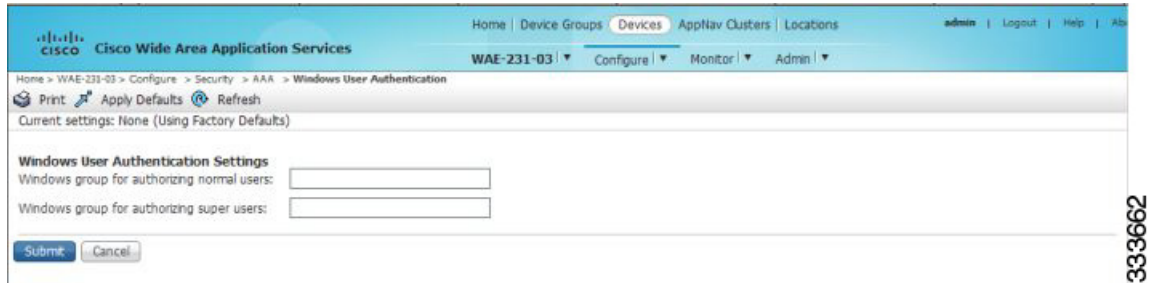 Home | Device Groups | Devices | AppNav Clusters | Locations
admin | Logout | Help | Ab
CISCO Cisco Wide Area Application Services
WAE-231-03 Configure Monitor Admin
Home > WAE-231-03 > Configure > Security > AAA > Windows User Authentication
Print Apply Defaults Refresh
Current settings: None (Using Factory Defaults)
Windows User Authentication Settings
Windows group for authorizing normal users:
Windows group for authorizing super users:
Submit Cancel
333662